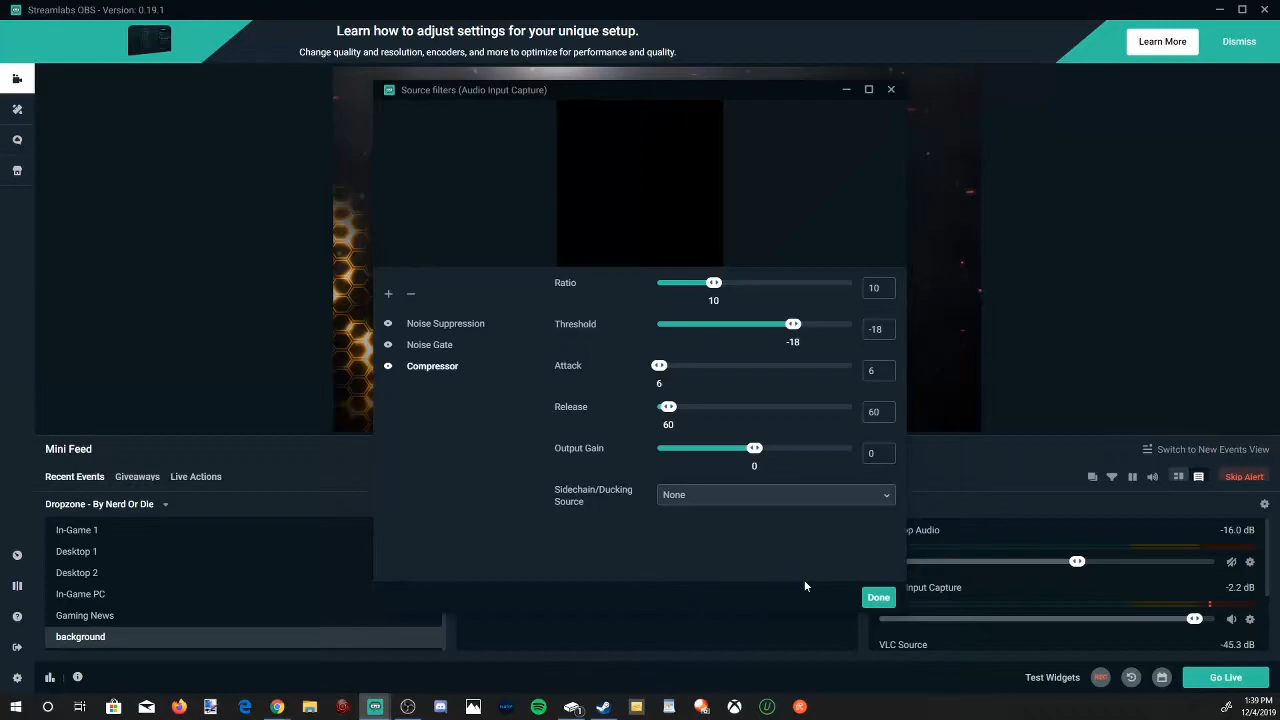 Streamlabs OBS - Version: 0.19.1
Learn how to adjust settings for your unique setup.
Change quality and resolution, encoders, and more to optimize for performance and quality.
Learn More
Dismiss
Source filters (Audio Input Capture)
Noise Suppression
Noise Gate
Compressor
Ratio
10
10
Threshold
-18
-18
Attack
6
6
Release
60
60
Output Gain
0
0
Sidechain/Ducking
Source
None
Done
Mini Feed
Switch to New Events View
Recent Events
Giveaways
Live Actions
Skip Alert
Dropzone - By Nerd Or Die
In-Game 1
Desktop 1
Desktop 2
In-Game PC
Gaming News
background
op Audio
-16.0 dB
Input Capture
-2.2 dB
VLC Source
-45.3 dB
Test Widgets
Go Live
1:39 PM
12/4/2019